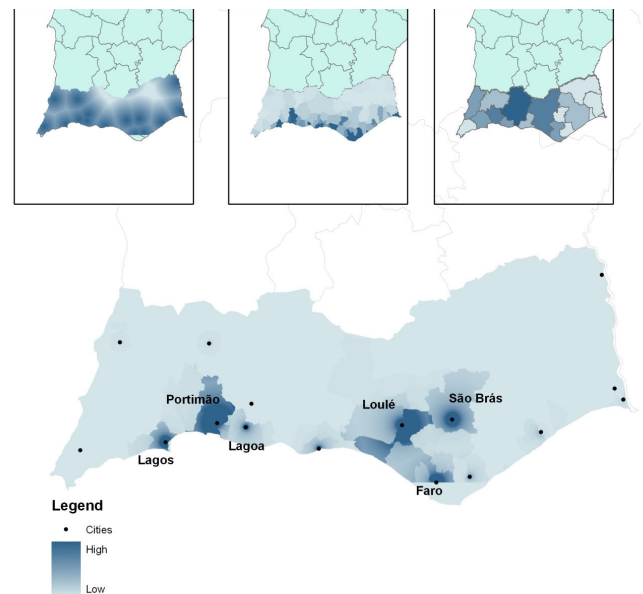 Portimão
Loulé
São Brás
Lagos
Lagoa
Faro
Legend
Cities
High
Low